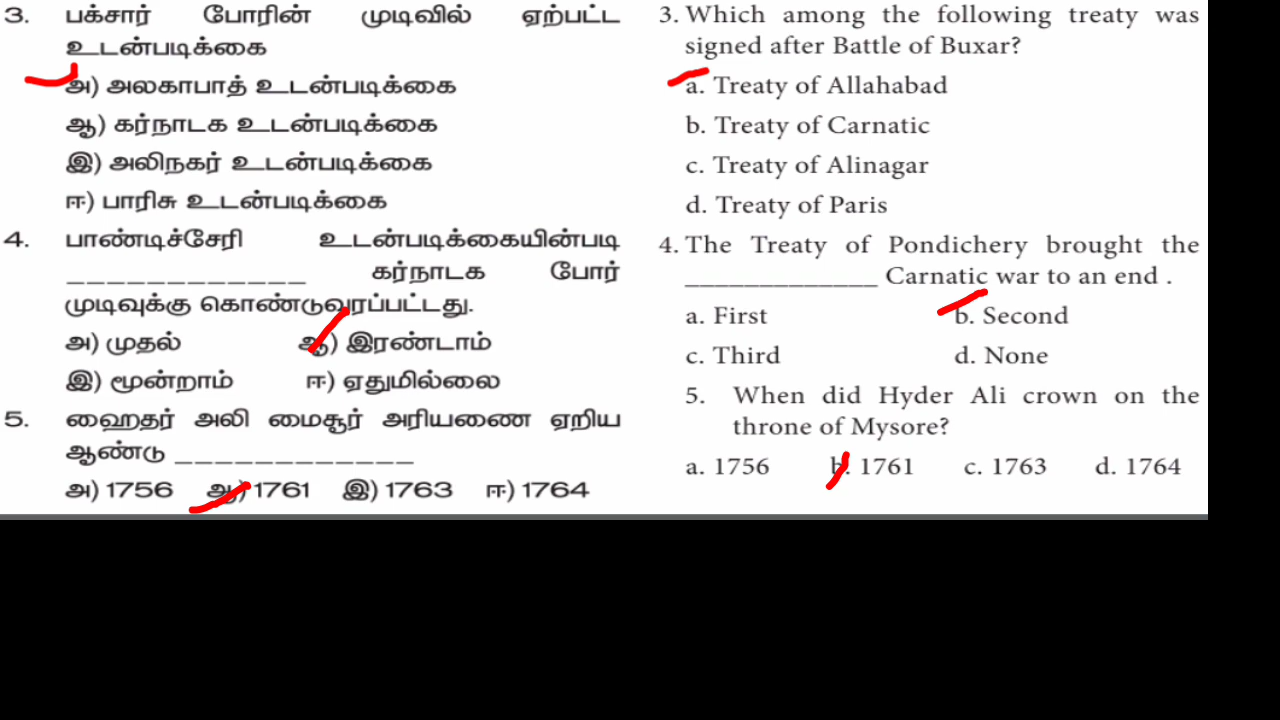 3. பக்சார் போரின் முடிவில் ஏற்பட்ட
உடன்படிக்கை
அ) அலகாபாத் உடன்படிக்கை
ஆ) கர்நாடக உடன்படிக்கை
இ) அலிநகர் உடன்படிக்கை
ஈ) பாரிசு உடன்படிக்கை
4. பாண்டிச்சேரி உடன்படிக்கையின்படி
____________ கர்நாடக போர்
முடிவுக்கு கொண்டுவரப்பட்டது.
அ) முதல் ஆ) இரண்டாம்
இ) மூன்றாம் ஈ) ஏதுமில்லை
5. ஹைதர் அலி மைசூர் அரியணை ஏறிய
ஆண்டு ____________
அ) 1756 ஆ) 1761 இ) 1763 ஈ) 1764
3. Which among the following treaty was
signed after Battle of Buxar?
a. Treaty of Allahabad
b. Treaty of Carnatic
c. Treaty of Alinagar
d. Treaty of Paris
4. The Treaty of Pondichery brought the
_____________ Carnatic war to an end .
a. First b. Second
c. Third d. None
5. When did Hyder Ali crown on the
throne of Mysore?
a. 1756 b. 1761 c. 1763 d. 1764